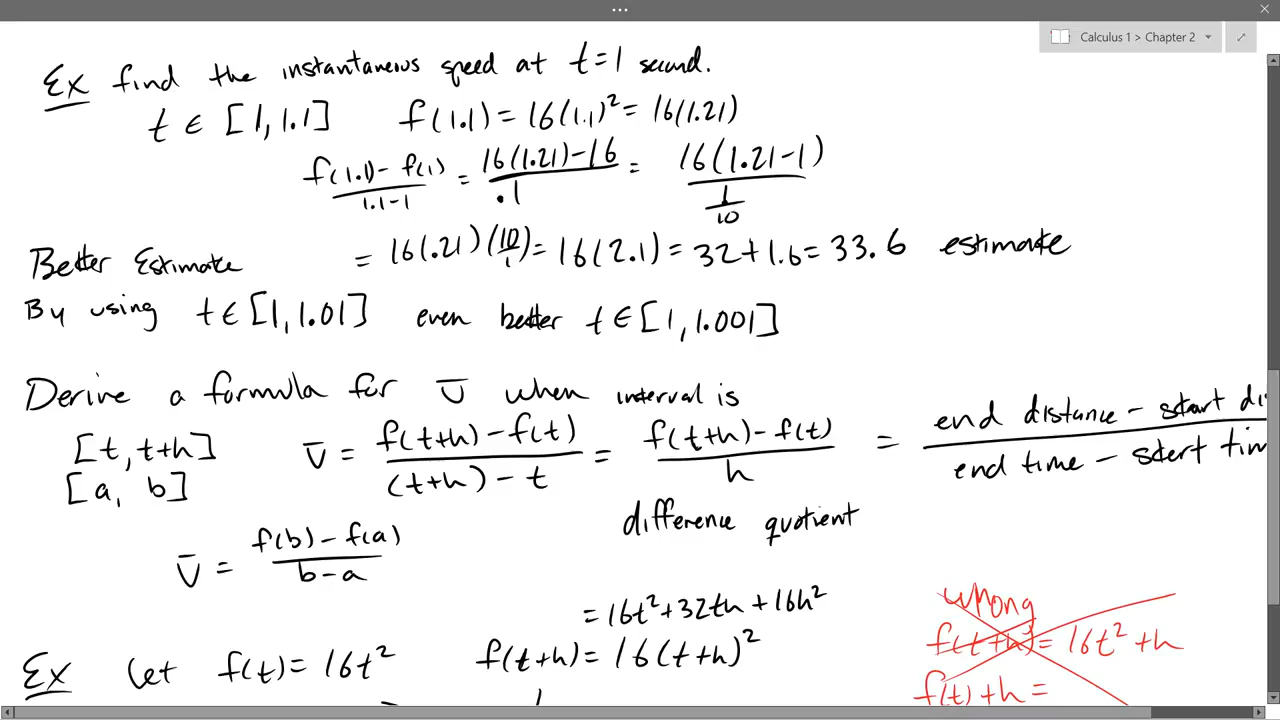 Calculus 1 > Chapter 2
Ex find the instantaneous speed at t=1 second.
t ∈ [1, 1.1] f(1.1) = 16(1.1)² = 16(1.21)
f(1.1) - f(1) / 1.1-1 = 16(1.21)-16 / .1 = 16(1.21-1) / 1/10
Better Estimate = 16(.21)(10/1) = 16(2.1) = 32+1.6 = 33.6 estimate
By using t ∈ [1, 1.01] even better t ∈ [1, 1.001]
Derive a formula for v̄ when interval is
[t, t+h] v̄ = f(t+h)-f(t) / (t+h)-t = f(t+h)-f(t) / h = end distance - start di / end time - start tim
[a, b]
difference quotient
v̄ = f(b)-f(a) / b-a
= 16t²+32th+16h²
wrong
Ex Let f(t) = 16t² f(t+h) = 16(t+h)²
f(t+h) = 16t²+h
f(t)+h =